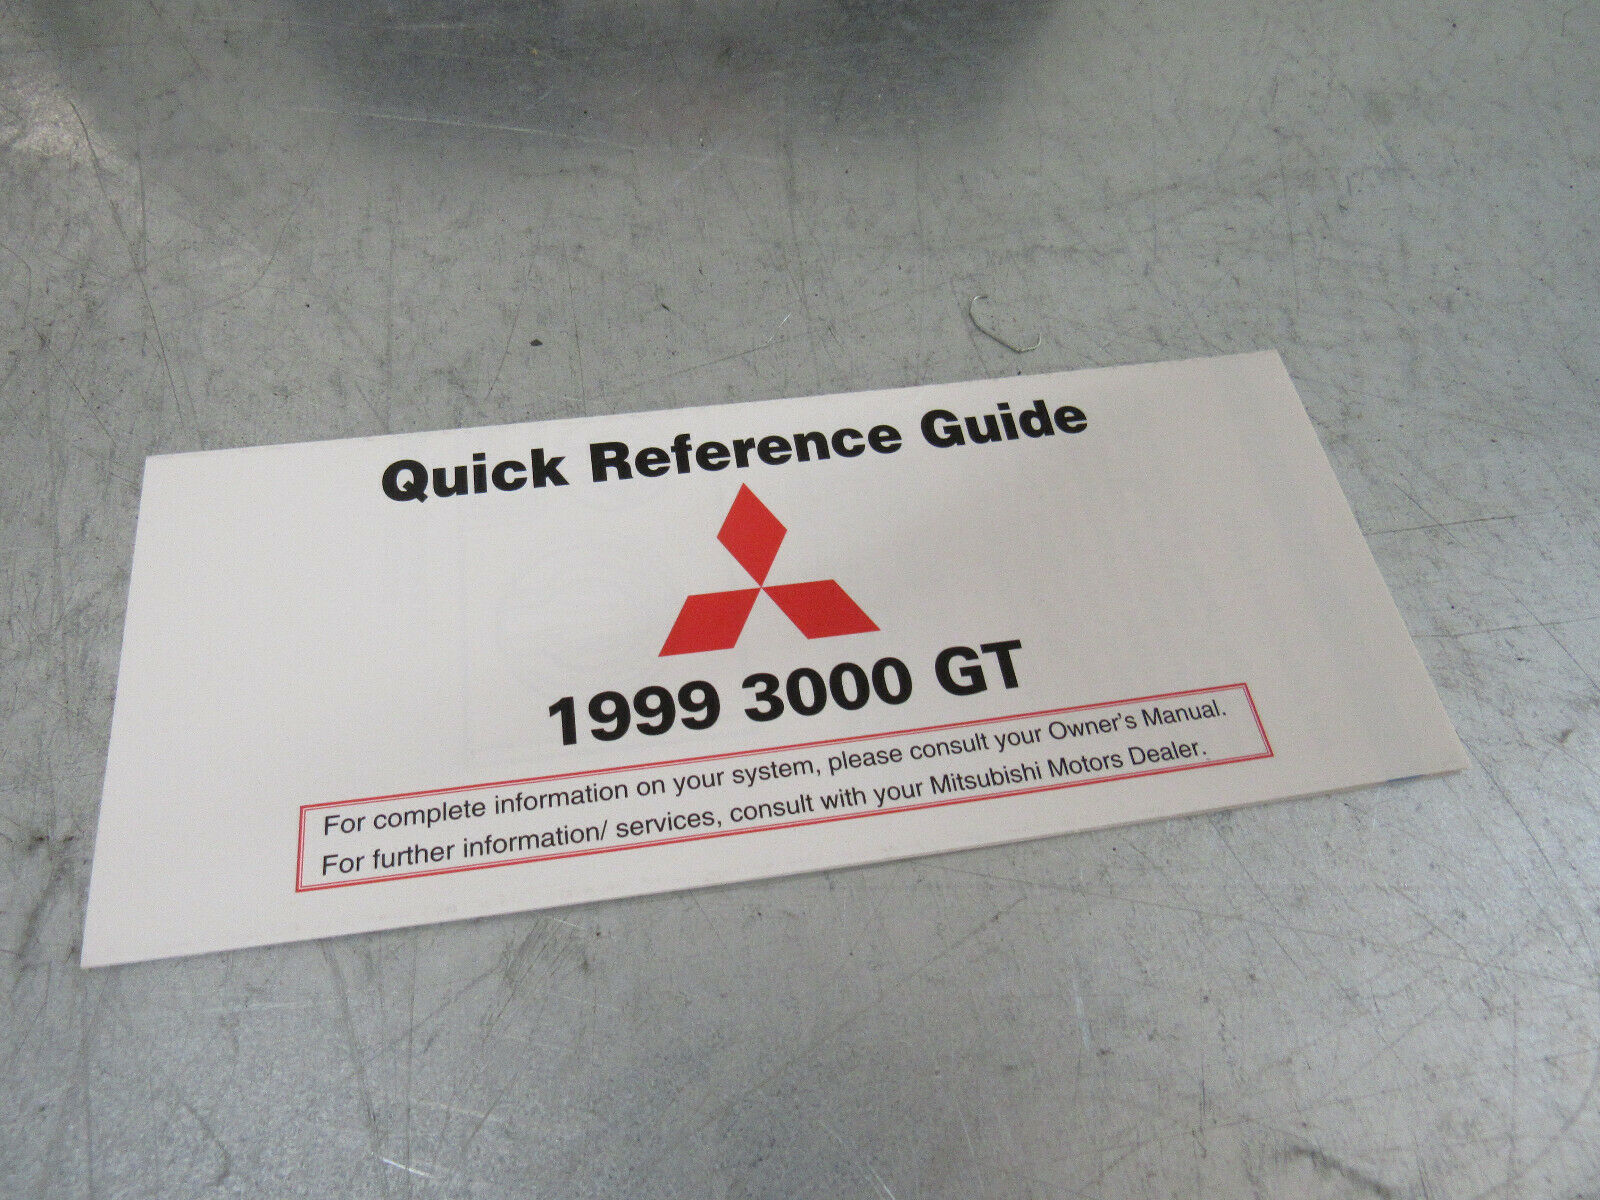 Quick Reference Guide
1999 3000 GT
For complete information on your system, please consult your Owner's Manual.
For further information/ services, consult with your Mitsubishi Motors Dealer.